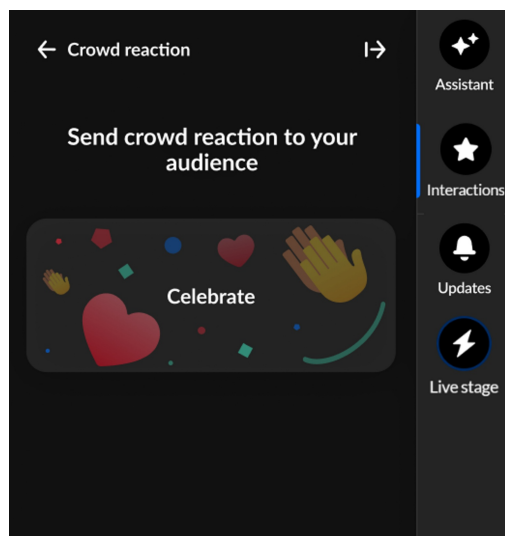 Crowd reaction
Send crowd reaction to your
audience
Celebrate
Assistant
Interactions
Updates
Live stage